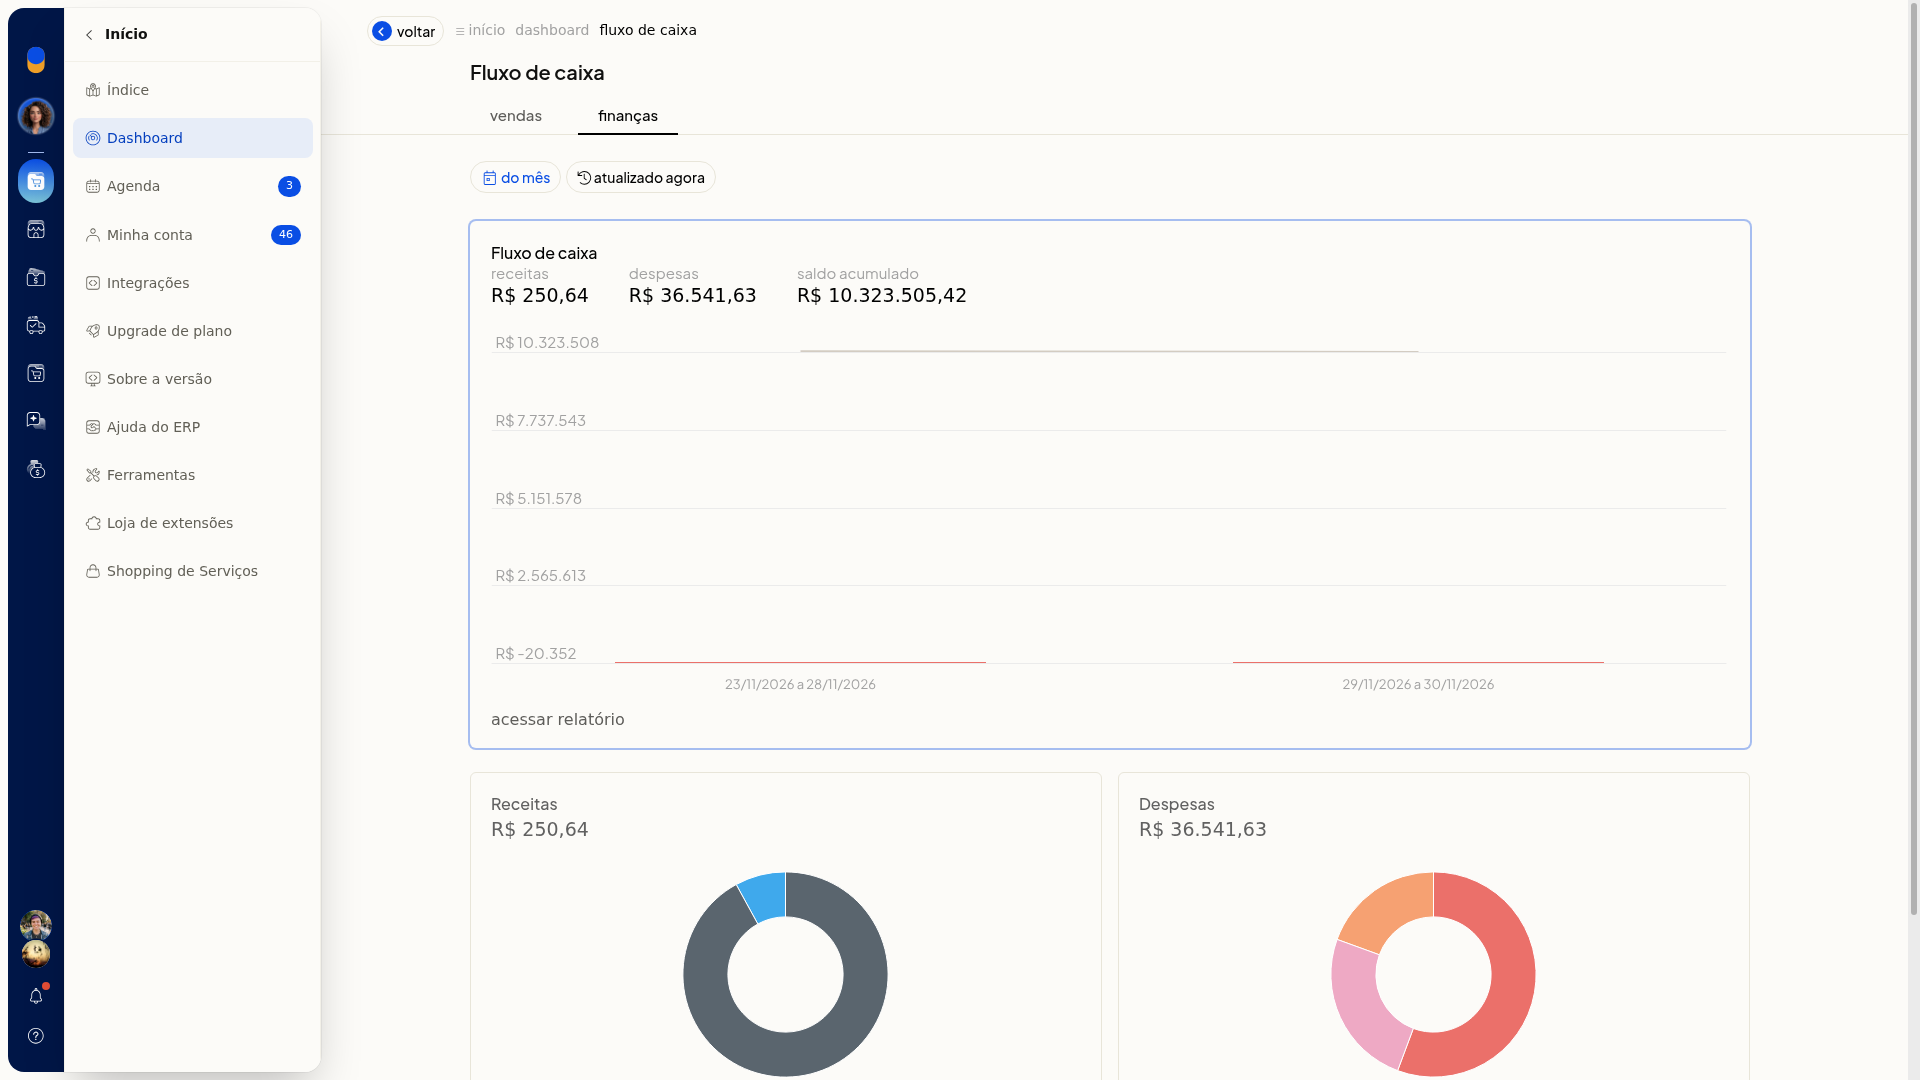 Início
Índice
Dashboard
Agenda 3
Minha conta 46
Integrações
Upgrade de plano
Sobre a versão
Ajuda do ERP
Ferramentas
Loja de extensões
Shopping de Serviços
voltar início dashboard fluxo de caixa
Fluxo de caixa
vendas finanças
do mês atualizado agora
Fluxo de caixa
receitas despesas saldo acumulado
R$ 250,64 R$ 36.541,63 R$ 10.323.505,42
R$ 10.323.508
R$ 7.737.543
R$ 5.151.578
R$ 2.565.613
R$ -20.352
23/11/2026 a 28/11/2026 29/11/2026 a 30/11/2026
acessar relatório
Receitas
R$ 250,64
Despesas
R$ 36.541,63